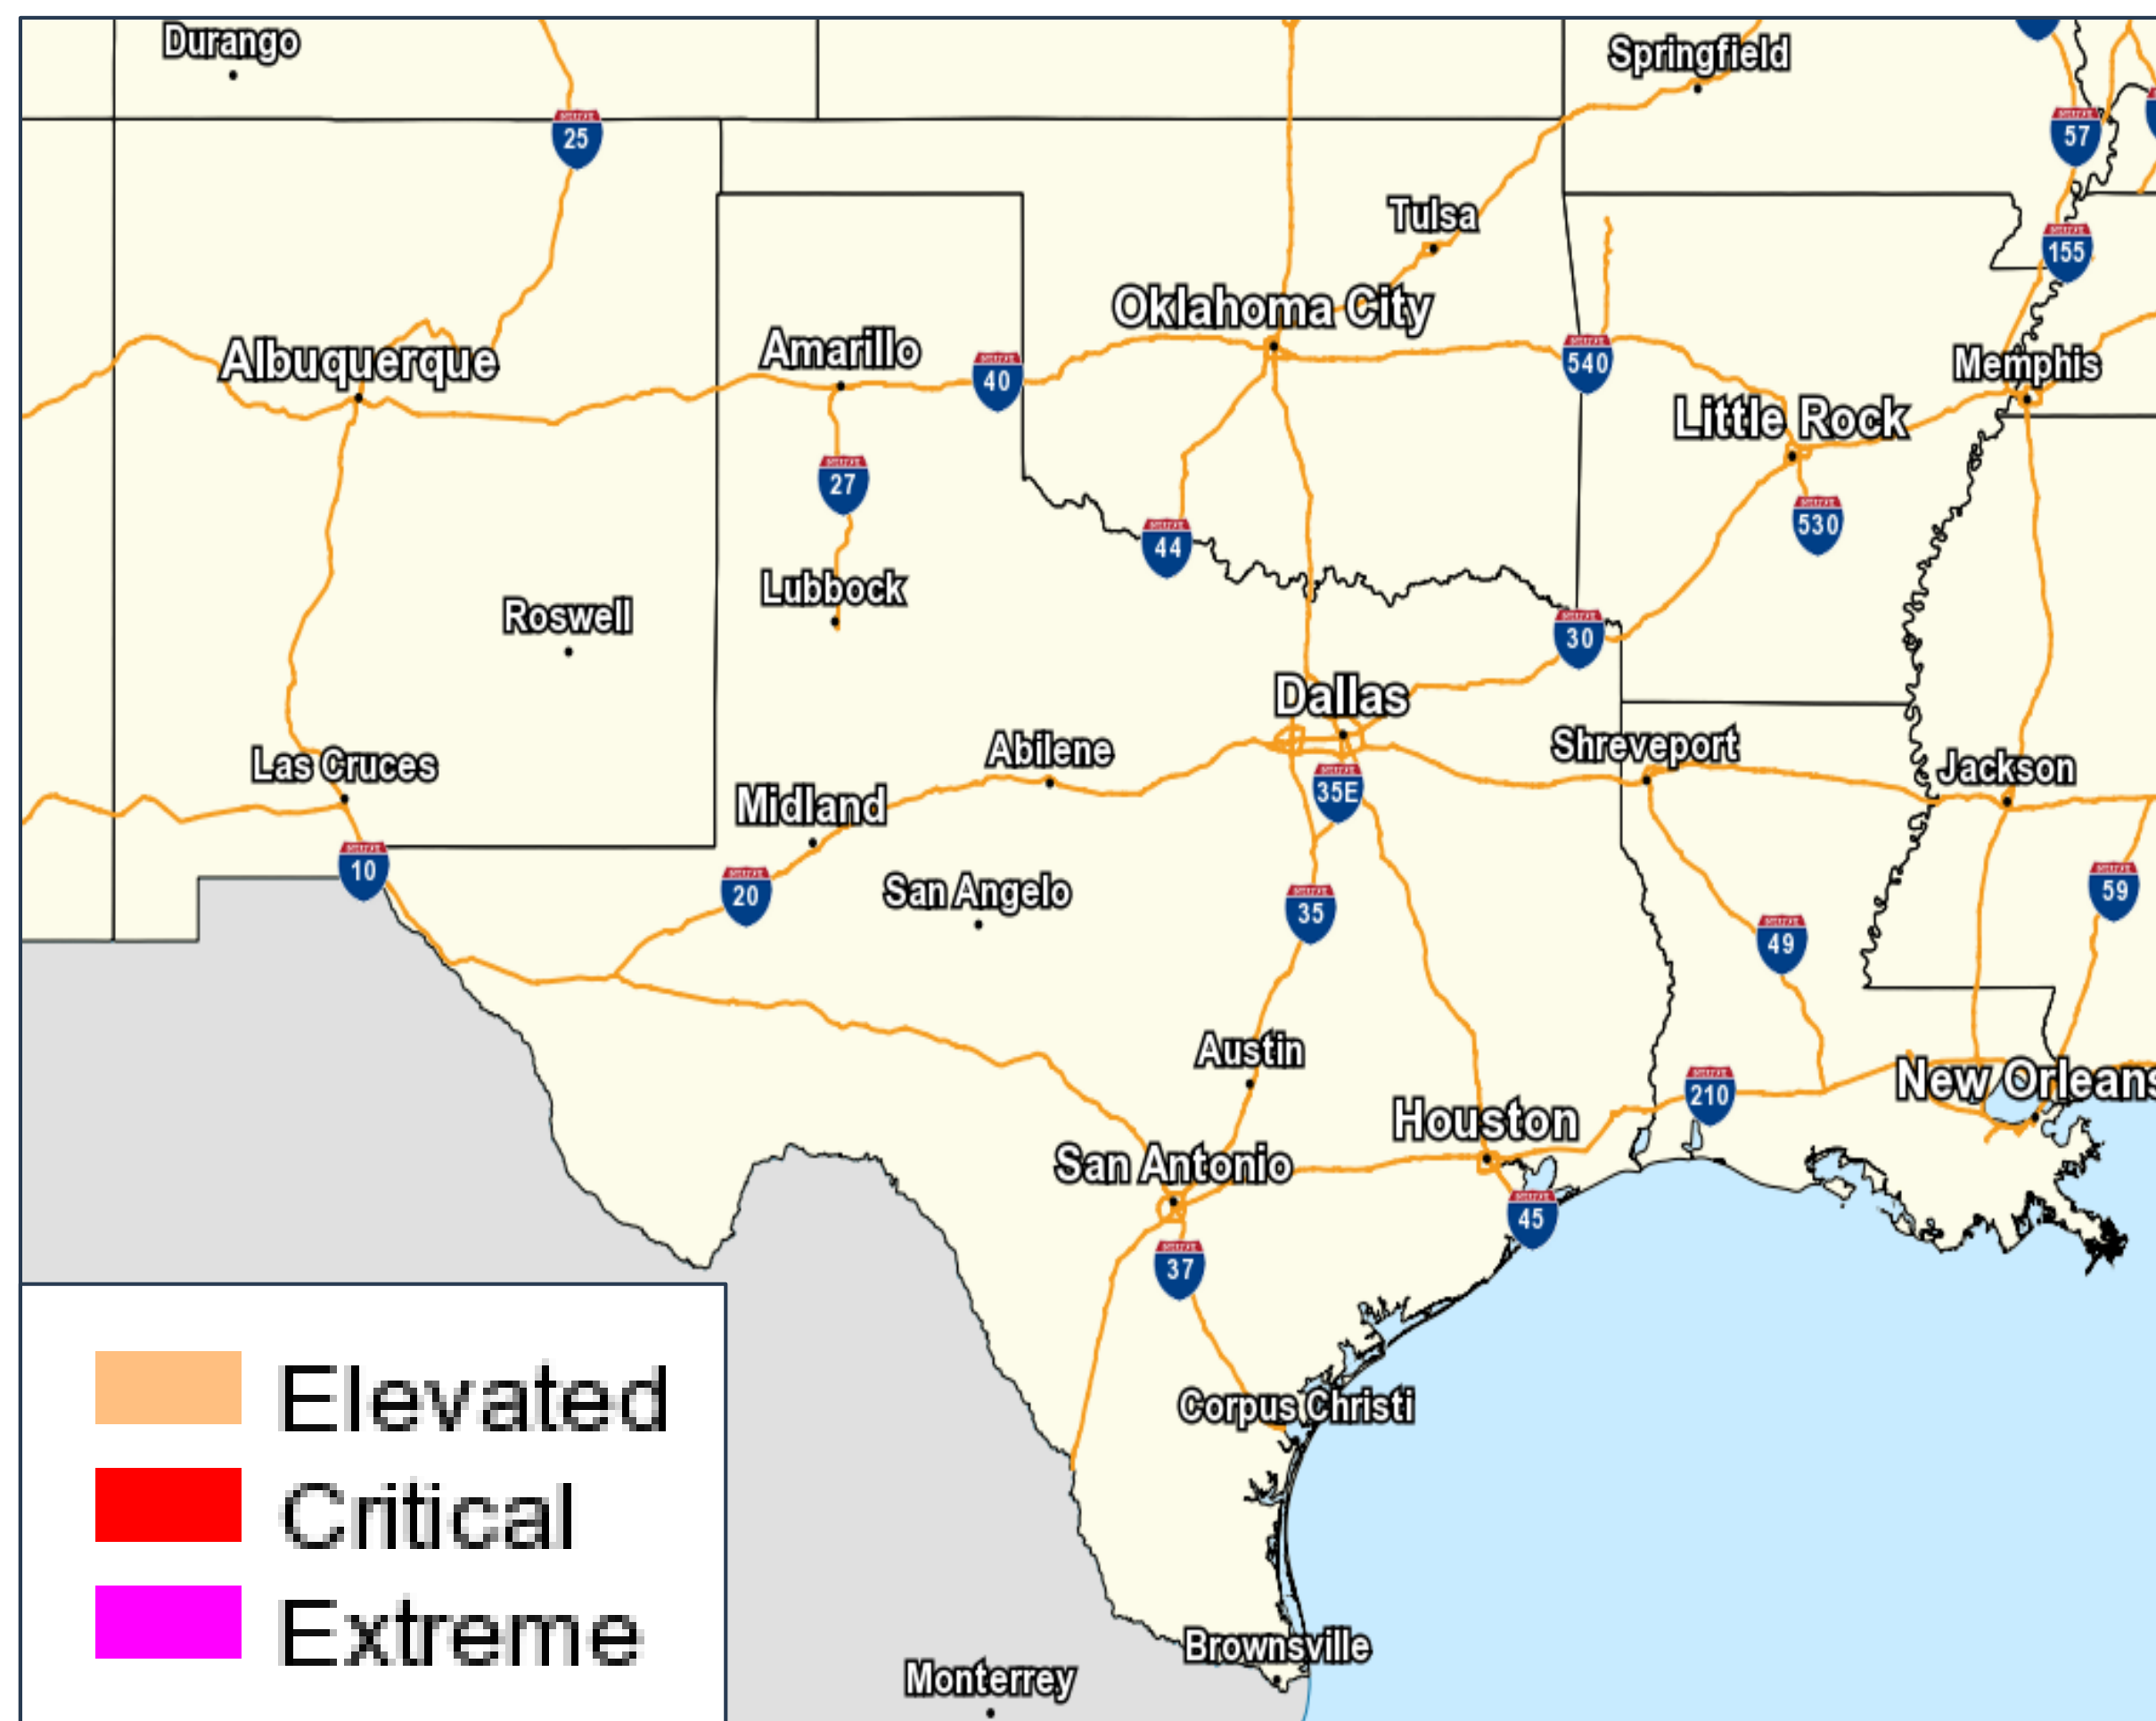 Durango
Springfield
25
57
Tulsa
155
Oklahoma City
Albuquerque
Amarillo
40
540
Memphis
Little Rock
27
530
44
Lubbock
Roswell
30
Dallas
Shreveport
Abilene
Las Cruces
Jackson
35E
Midland
10
20
San Angelo
35
59
49
Austin
New Orleans
210
Houston
San Antonio
45
37
Corpus Christi
Elevated
Critical
Extreme
Brownsville
Monterrey